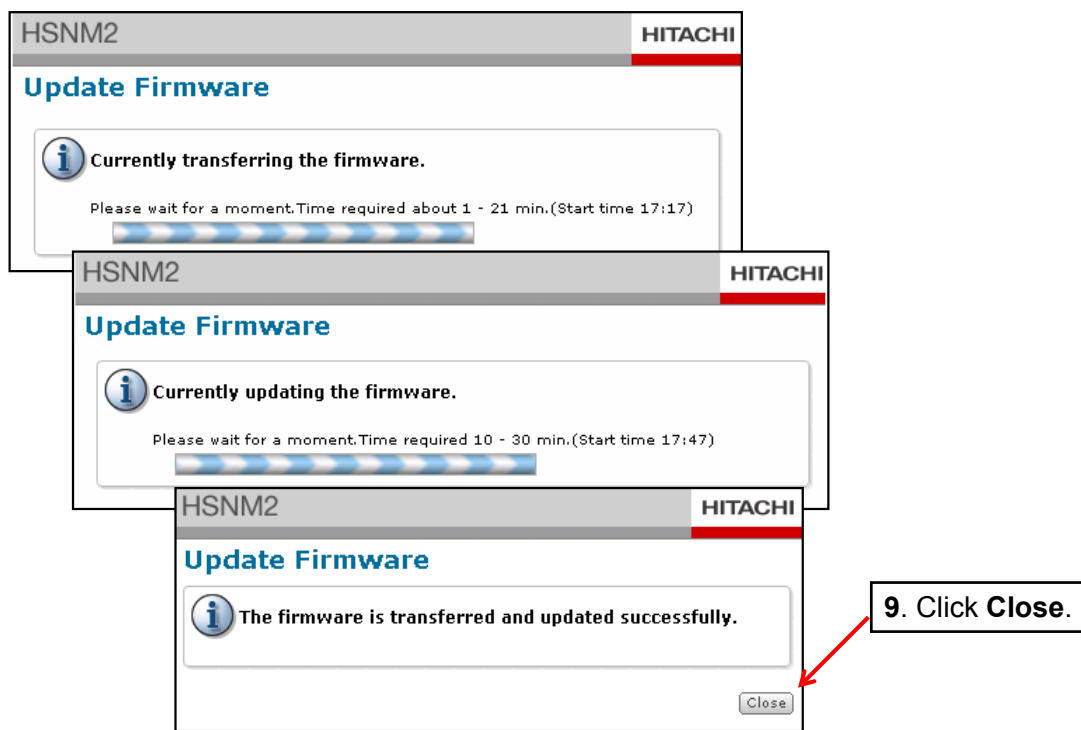 HSNM2 HITACHI
Update Firmware
Currently transferring the firmware.
Please wait for a moment.Time required about 1 - 21 min.(Start time 17:17)
HSNM2 HITACHI
Update Firmware
Currently updating the firmware.
Please wait for a moment.Time required 10 - 30 min.(Start time 17:47)
HSNM2 HITACHI
Update Firmware
The firmware is transferred and updated successfully.
9. Click Close.
Close